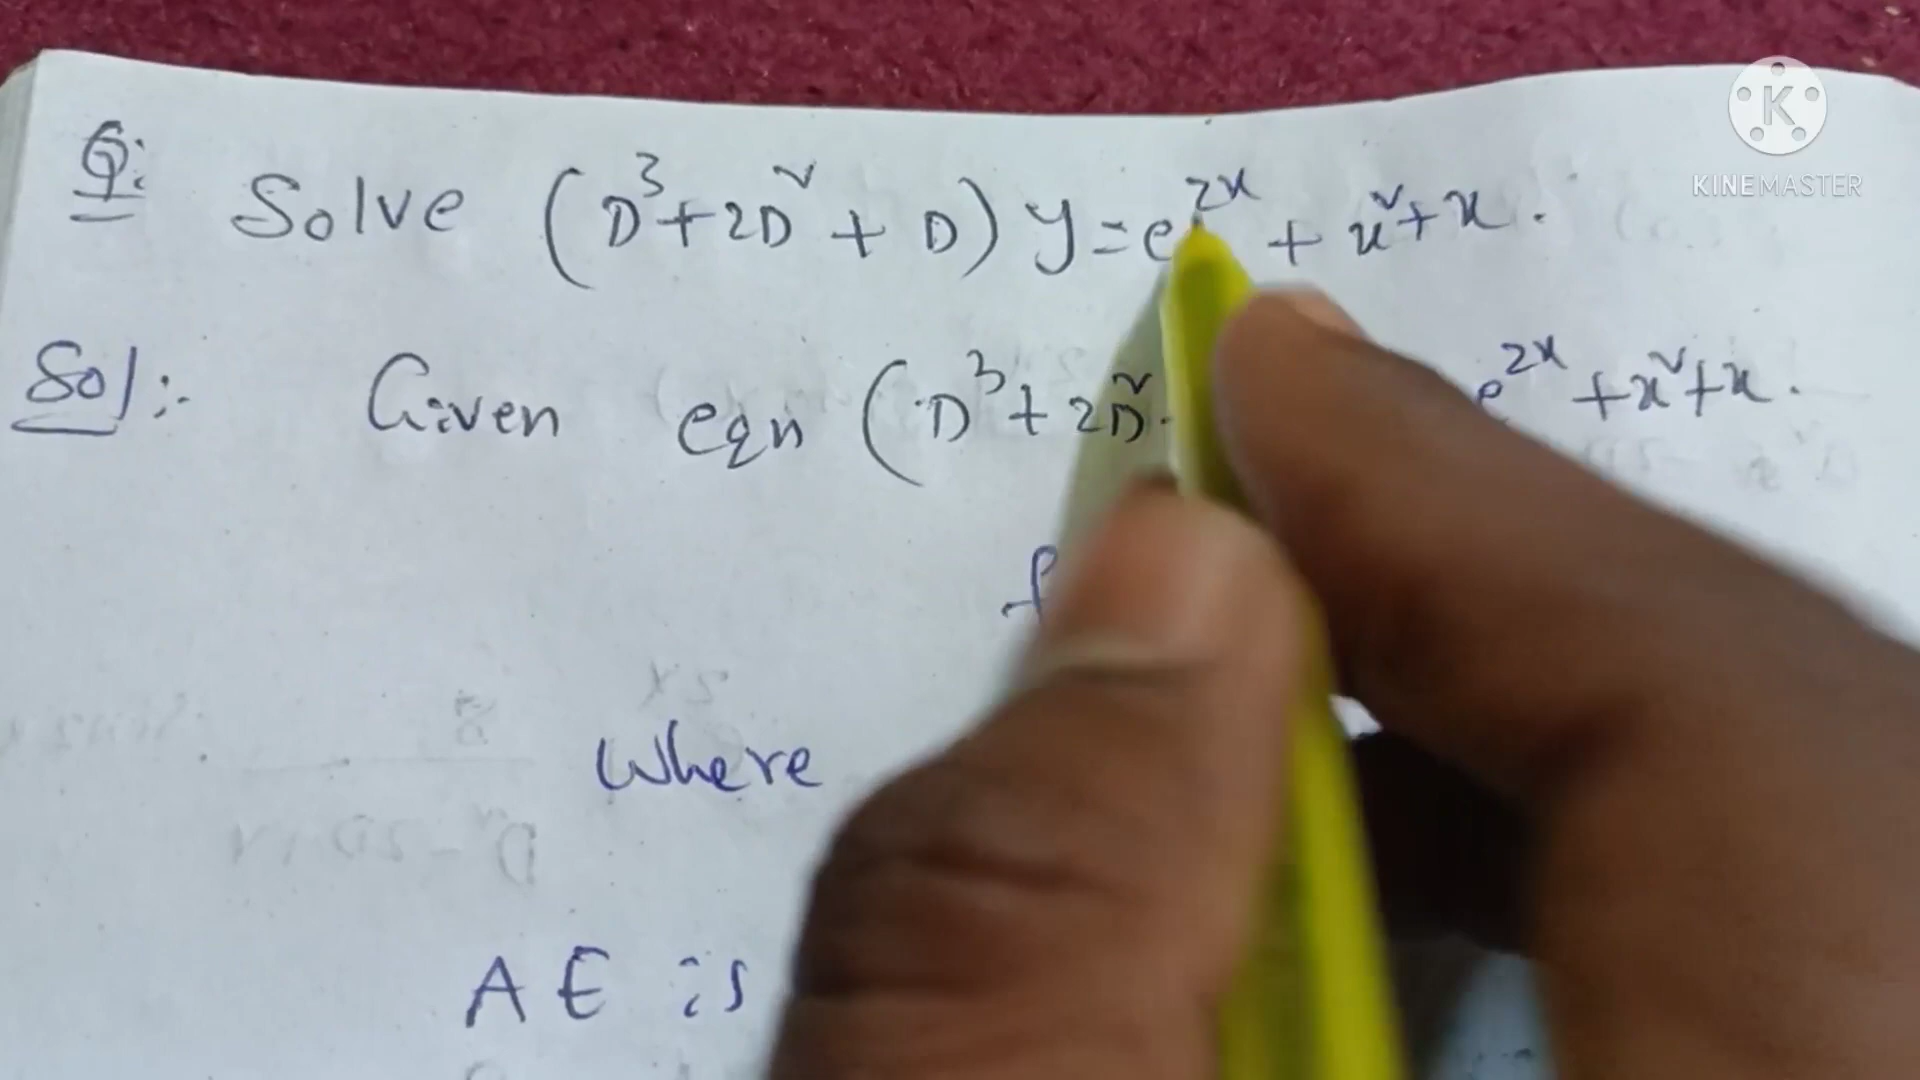 Q: Solve (D³+2D²+D) y=e²ˣ + x²+x.
KINEMASTER
Sol:- Given eqn (D³+2D² e²ˣ+x²+x.
f
Where
AE is